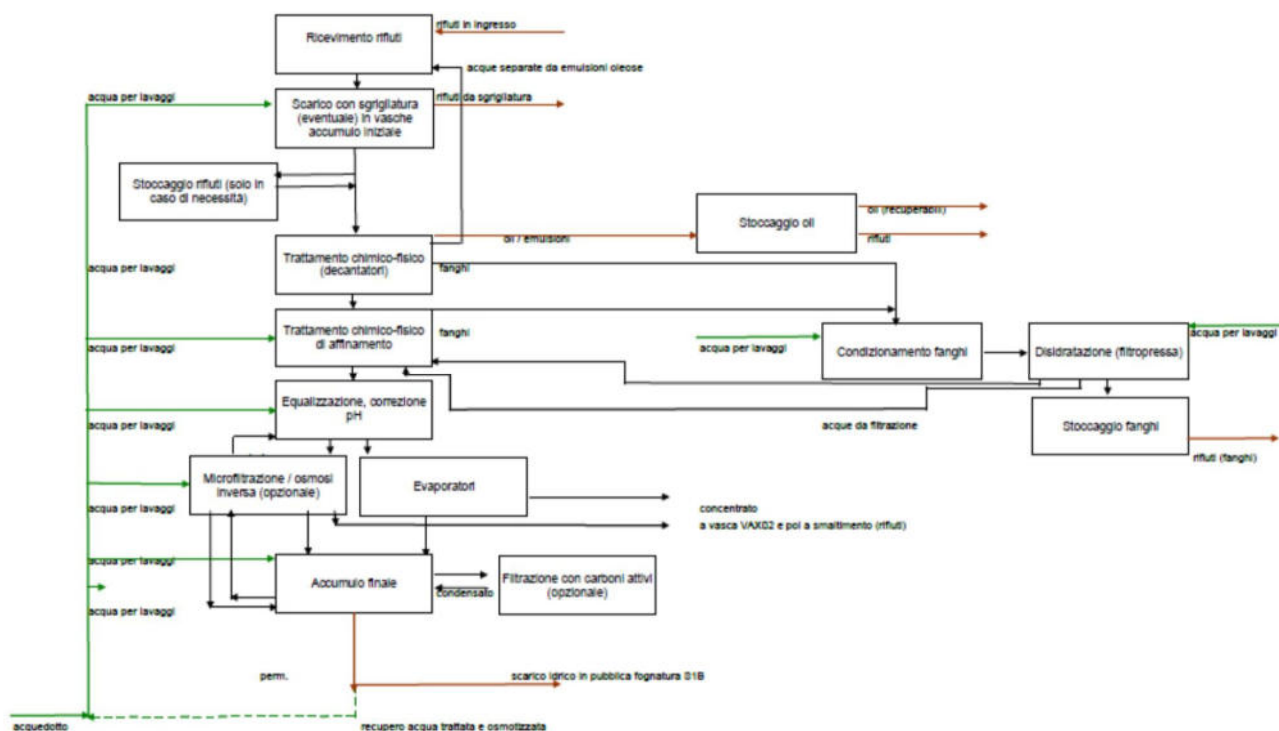 rifiuti in ingresso
Ricevimento rifiuti
acque separate da emulsioni oleose
acqua per lavaggi
Scarico con sgrigliatura
(eventuale) in vasche
accumulo iniziale
rifiuti da sgrigliatura
Stoccaggio rifiuti (solo in
caso di necessità)
Stoccaggio oli
oli (recuperabili)
rifiuti
oli / emulsioni
acqua per lavaggi
Trattamento chimico-fisico
(decantatori)
fanghi
acqua per lavaggi
Trattamento chimico-fisico
di affinamento
fanghi
acqua per lavaggi
Condizionamento fanghi
Disidratazione (filtropressa)
acqua per lavaggi
acqua per lavaggi
Equalizzazione, correzione
pH
acque da filtrazione
Stoccaggio fanghi
rifiuti (fanghi)
acqua per lavaggi
Microfiltrazione / osmosi
inversa (opzionale)
Evaporatori
concentrato
a vasca VAX02 e poi a smaltimento (rifiuti)
acqua per lavaggi
Accumulo finale
condensato
Filtrazione con carboni attivi
(opzionale)
acqua per lavaggi
perm.
scarico idrico in pubblica fognatura S1B
acquedotto
recupero acqua trattata e osmotizzata